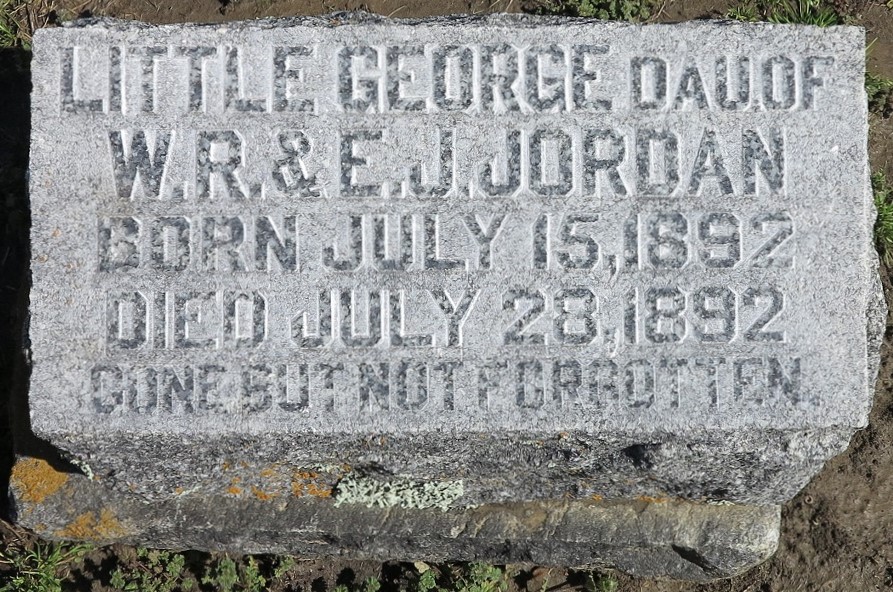 LITTLE GEORGE DAU.OF
W.R.& E.J.JORDAN
BORN JULY 15,1892
DIED JULY 28,1892
GONE BUT NOT FORGOTTEN.